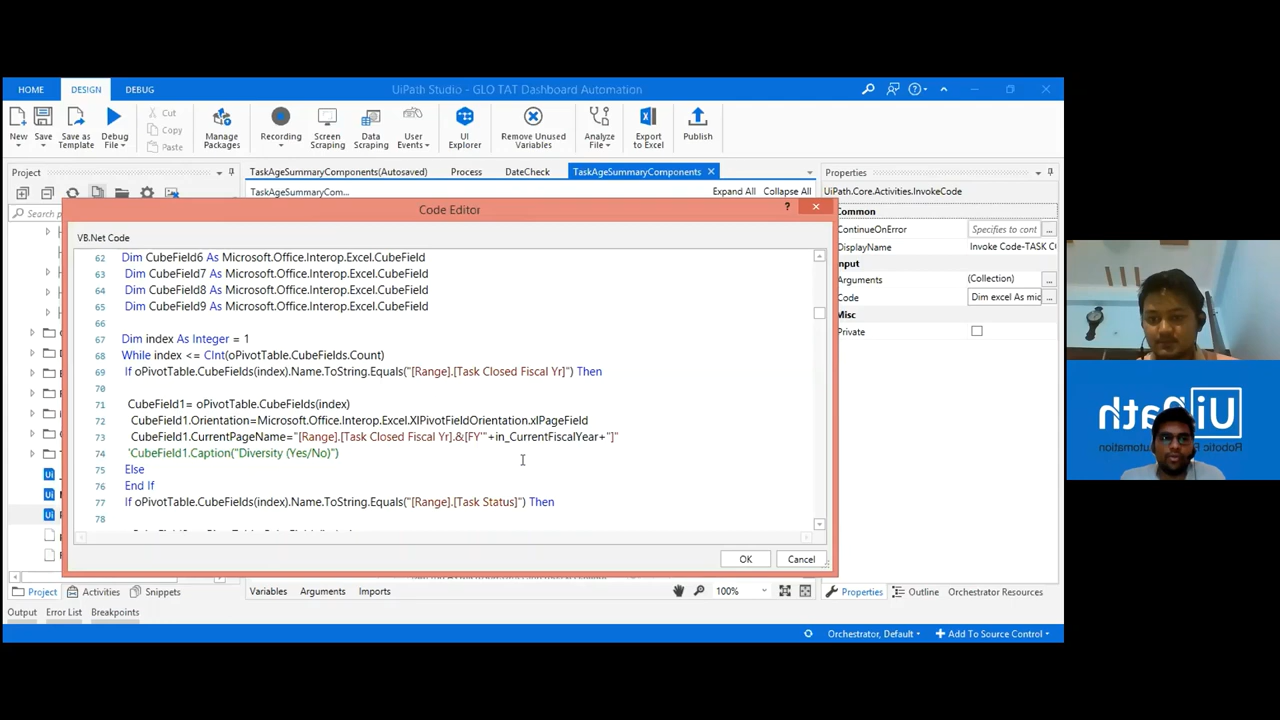 HOME
DESIGN
DEBUG
UiPath Studio - GLO TAT Dashboard Automation
New
Save
Save as Template
Debug File
Cut
Copy
Paste
Manage Packages
Recording
Screen Scraping
Data Scraping
User Events
UI Explorer
Remove Unused Variables
Analyze File
Export to Excel
Publish
Project
TaskAgeSummaryComponents(Autosaved)
Process
DateCheck
TaskAgeSummaryComponents
Properties
TaskAgeSummaryCom...
Expand All
Collapse All
UiPath.Core.Activities.InvokeCode
Search p
Code Editor
Common
VB.Net Code
ContinueOnError
Specifies to cont
...
DisplayName
Invoke Code-TASK C
Input
Arguments
(Collection)
...
Code
Dim excel As mic
...
Misc
Private
62 Dim CubeField6 As Microsoft.Office.Interop.Excel.CubeField
63 Dim CubeField7 As Microsoft.Office.Interop.Excel.CubeField
64 Dim CubeField8 As Microsoft.Office.Interop.Excel.CubeField
65 Dim CubeField9 As Microsoft.Office.Interop.Excel.CubeField
66
67 Dim index As Integer = 1
68 While index <= CInt(oPivotTable.CubeFields.Count)
69 If oPivotTable.CubeFields(index).Name.ToString.Equals("[Range].[Task Closed Fiscal Yr]") Then
70
71 CubeField1= oPivotTable.CubeFields(index)
72 CubeField1.Orientation=Microsoft.Office.Interop.Excel.XlPivotFieldOrientation.xlPageField
73 CubeField1.CurrentPageName="[Range].[Task Closed Fiscal Yr].&[FY'"+in_CurrentFiscalYear+"]"
74 'CubeField1.Caption("Diversity (Yes/No)")
75 Else
76 End If
77 If oPivotTable.CubeFields(index).Name.ToString.Equals("[Range].[Task Status]") Then
78
OK
Cancel
Project
Activities
Snippets
Variables
Arguments
Imports
100%
Properties
Outline
Orchestrator Resources
Output
Error List
Breakpoints
Orchestrator, Default
Add To Source Control
UiPath